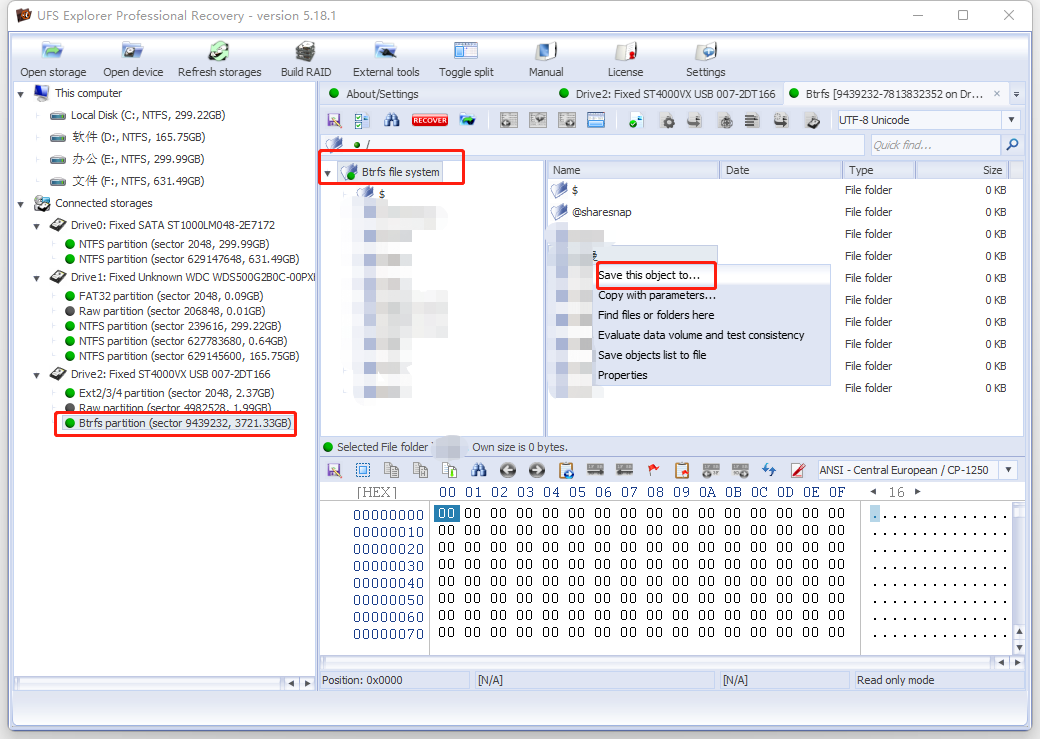 UFS Explorer Professional Recovery - version 5.18.1
Open storage Open device Refresh storages Build RAID External tools Toggle split Manual License Settings
This computer
Local Disk (C:, NTFS, 299.22GB)
软件 (D:, NTFS, 165.75GB)
办公 (E:, NTFS, 299.99GB)
文件 (F:, NTFS, 631.49GB)
Connected storages
Drive0: Fixed SATA ST1000LM048-2E7172
NTFS partition (sector 2048, 299.99GB)
NTFS partition (sector 629147648, 631.49GB)
Drive1: Fixed Unknown WDC WDS500G2B0C-00PX
FAT32 partition (sector 2048, 0.09GB)
Raw partition (sector 206848, 0.01GB)
NTFS partition (sector 239616, 299.22GB)
NTFS partition (sector 627783680, 0.64GB)
NTFS partition (sector 629145600, 165.75GB)
Drive2: Fixed ST4000VX USB 007-2DT166
Ext2/3/4 partition (sector 2048, 2.37GB)
Raw partition (sector 4982528, 1.99GB)
Btrfs partition (sector 9439232, 3721.33GB)
About/Settings Drive2: Fixed ST4000VX USB 007-2DT166 Btrfs [9439232-7813832352 on Dr...
RECOVER UTF-8 Unicode
/ Quick find...
Btrfs file system
$
Name Date Type Size
$ File folder 0 KB
@sharesnap File folder 0 KB
File folder 0 KB
File folder 0 KB
File folder 0 KB
File folder 0 KB
File folder 0 KB
File folder 0 KB
File folder 0 KB
File folder 0 KB
Save this object to...
Copy with parameters...
Find files or folders here
Evaluate data volume and test consistency
Save objects list to file
Properties
Selected File folder Own size is 0 bytes.
ANSI - Central European / CP-1250
[HEX] 00 01 02 03 04 05 06 07 08 09 0A 0B 0C 0D 0E 0F 16
00000000 00 00 00 00 00 00 00 00 00 00 00 00 00 00 00 00 . . . . . . . . . . . . .
00000010 00 00 00 00 00 00 00 00 00 00 00 00 00 00 00 00 . . . . . . . . . . . . .
00000020 00 00 00 00 00 00 00 00 00 00 00 00 00 00 00 00 . . . . . . . . . . . . .
00000030 00 00 00 00 00 00 00 00 00 00 00 00 00 00 00 00 . . . . . . . . . . . . .
00000040 00 00 00 00 00 00 00 00 00 00 00 00 00 00 00 00 . . . . . . . . . . . . .
00000050 00 00 00 00 00 00 00 00 00 00 00 00 00 00 00 00 . . . . . . . . . . . . .
00000060 00 00 00 00 00 00 00 00 00 00 00 00 00 00 00 00 . . . . . . . . . . . . .
00000070 00 00 00 00 00 00 00 00 00 00 00 00 00 00 00 00 . . . . . . . . . . . . .
Position: 0x0000 [N/A] [N/A] Read only mode